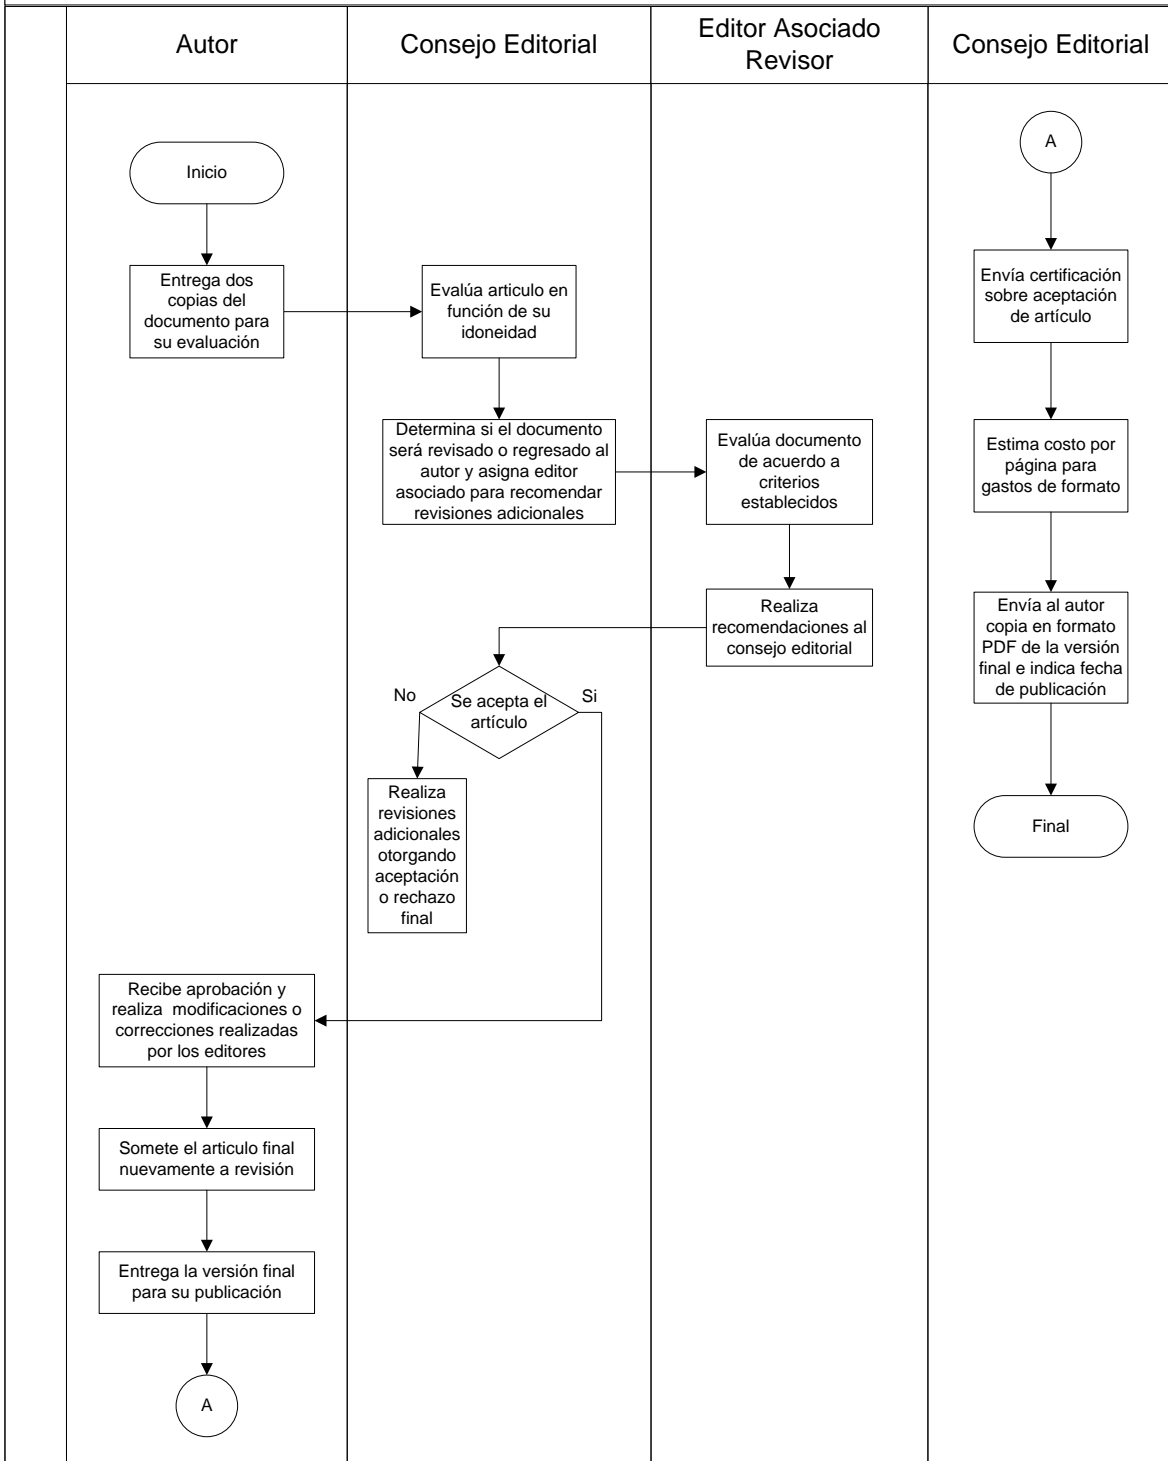 Autor
Consejo Editorial
Editor Asociado
Revisor
Consejo Editorial
Inicio
Entrega dos
copias del
documento para
su evaluación
Evalúa articulo en
función de su
idoneidad
Determina si el documento
será revisado o regresado al
autor y asigna editor
asociado para recomendar
revisiones adicionales
Evalúa documento
de acuerdo a
criterios
establecidos
Realiza
recomendaciones al
consejo editorial
No
Se acepta el
artículo
Si
Realiza
revisiones
adicionales
otorgando
aceptación
o rechazo
final
Recibe aprobación y
realiza modificaciones o
correcciones realizadas
por los editores
Somete el articulo final
nuevamente a revisión
Entrega la versión final
para su publicación
A
A
Envía certificación
sobre aceptación
de artículo
Estima costo por
página para
gastos de formato
Envía al autor
copia en formato
PDF de la versión
final e indica fecha
de publicación
Final